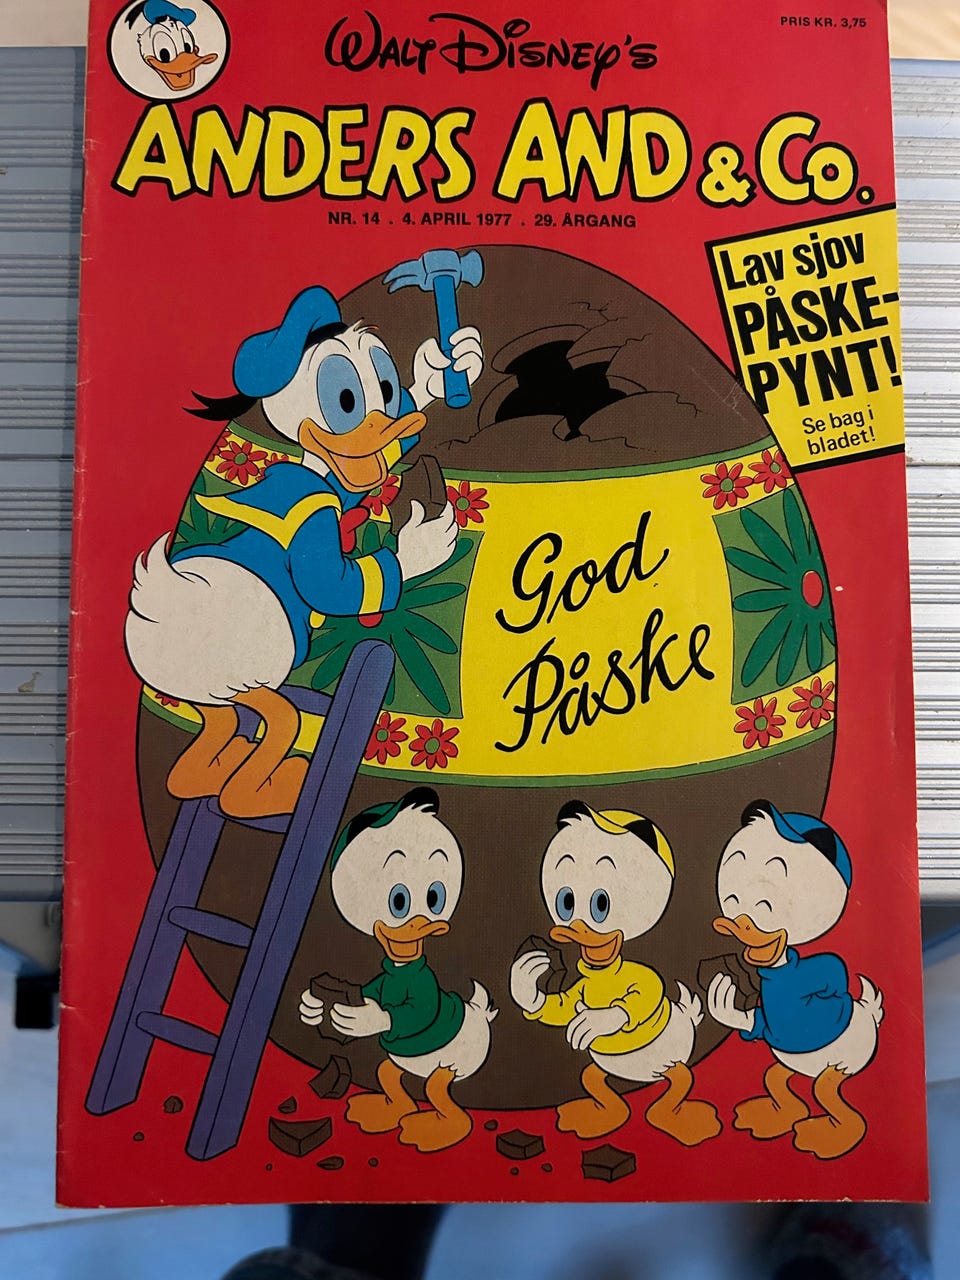 PRIS KR. 3,75
WALT DISNEY'S
ANDERS AND & Co.
NR. 14 . 4. APRIL 1977 . 29. ÅRGANG
Lav sjov
PÅSKE-
PYNT!
Se bag i
bladet!
God
Påske